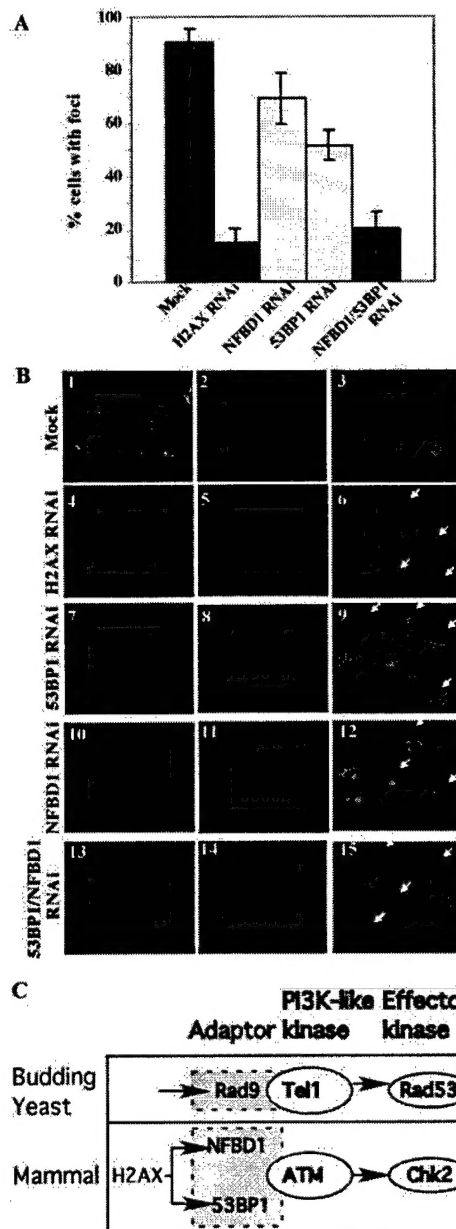 A
% cells with foci
100
80
60
40
20
0
Mock
H2AX RNAi
NFBD1 RNAi
53BP1 RNAi
NFBD1/53BP1
RNAi
B
Mock
1
2
3
H2AX RNAI
4
5
6
53BP1 RNAI
7
8
9
NFBD1 RNAI
10
11
12
53BP1/NFBD1
RNAI
13
14
15
C
Adaptor
PI3K-like
kinase
Effecto
kinase
Budding
Yeast
Rad9
Tel1
Rad53
Mammal
H2AX
NFBD1
53BP1
ATM
Chk2